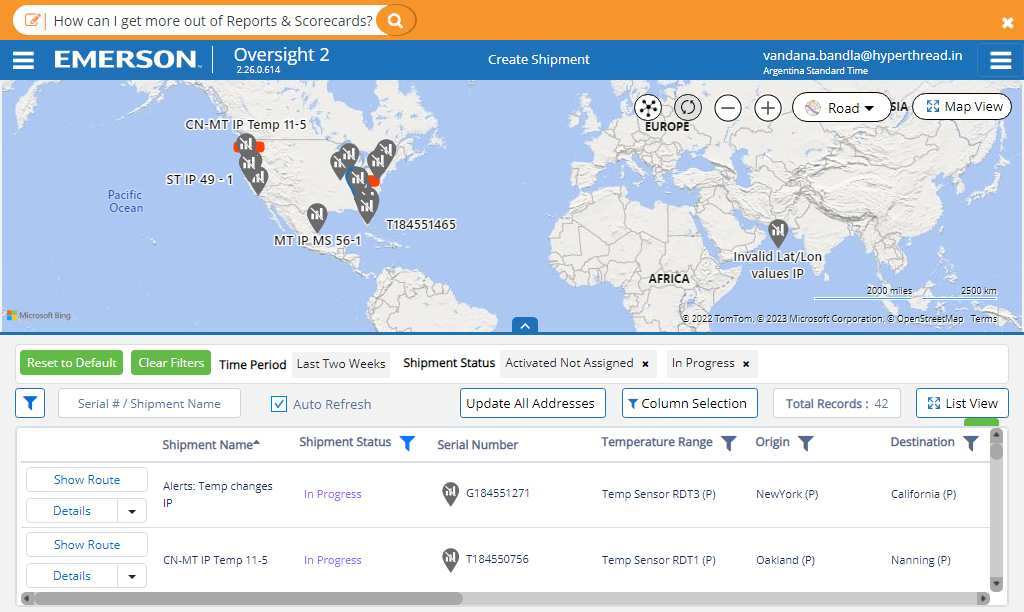 How can I get more out of Reports & Scorecards?
EMERSON
Oversight 2
2.26.0.614
Create Shipment
vandana.bandla@hyperthread.in
Argentina Standard Time
CN-MT IP Temp 11-5
EUROPE
Road
SIA
Map View
ST IP 49 - 1
Pacific
Ocean
T184551465
MT IP MS 56-1
Invalid Lat/Lon
values IP
AFRICA
2000 miles
2500 km
Microsoft Bing
© 2022 TomTom, © 2023 Microsoft Corporation, © OpenStreetMap Terms
Reset to Default
Clear Filters
Time Period
Last Two Weeks
Shipment Status
Activated Not Assigned ×
In Progress ×
Serial # / Shipment Name
Auto Refresh
Update All Addresses
Column Selection
Total Records : 42
List View
Shipment Name
Shipment Status
Serial Number
Temperature Range
Origin
Destination
Show Route
Details
Alerts: Temp changes
IP
In Progress
G184551271
Temp Sensor RDT3 (P)
NewYork (P)
California (P)
Show Route
Details
CN-MT IP Temp 11-5
In Progress
T184550756
Temp Sensor RDT1 (P)
Oakland (P)
Nanning (P)